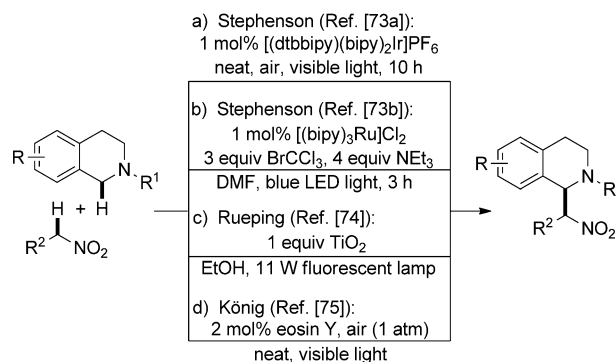 a) Stephenson (Ref. [73a]):
1 mol% [(dtbbipy)(bipy)2Ir]PF6
neat, air, visible light, 10 h
b) Stephenson (Ref. [73b]):
1 mol% [(bipy)3Ru]Cl2
3 equiv BrCCl3, 4 equiv NEt3
DMF, blue LED light, 3 h
c) Rueping (Ref. [74]):
1 equiv TiO2
EtOH, 11 W fluorescent lamp
d) König (Ref. [75]):
2 mol% eosin Y, air (1 atm)
neat, visible light
R
N
R1
H
H
+
R2
NO2
R
N
R
R2
NO2